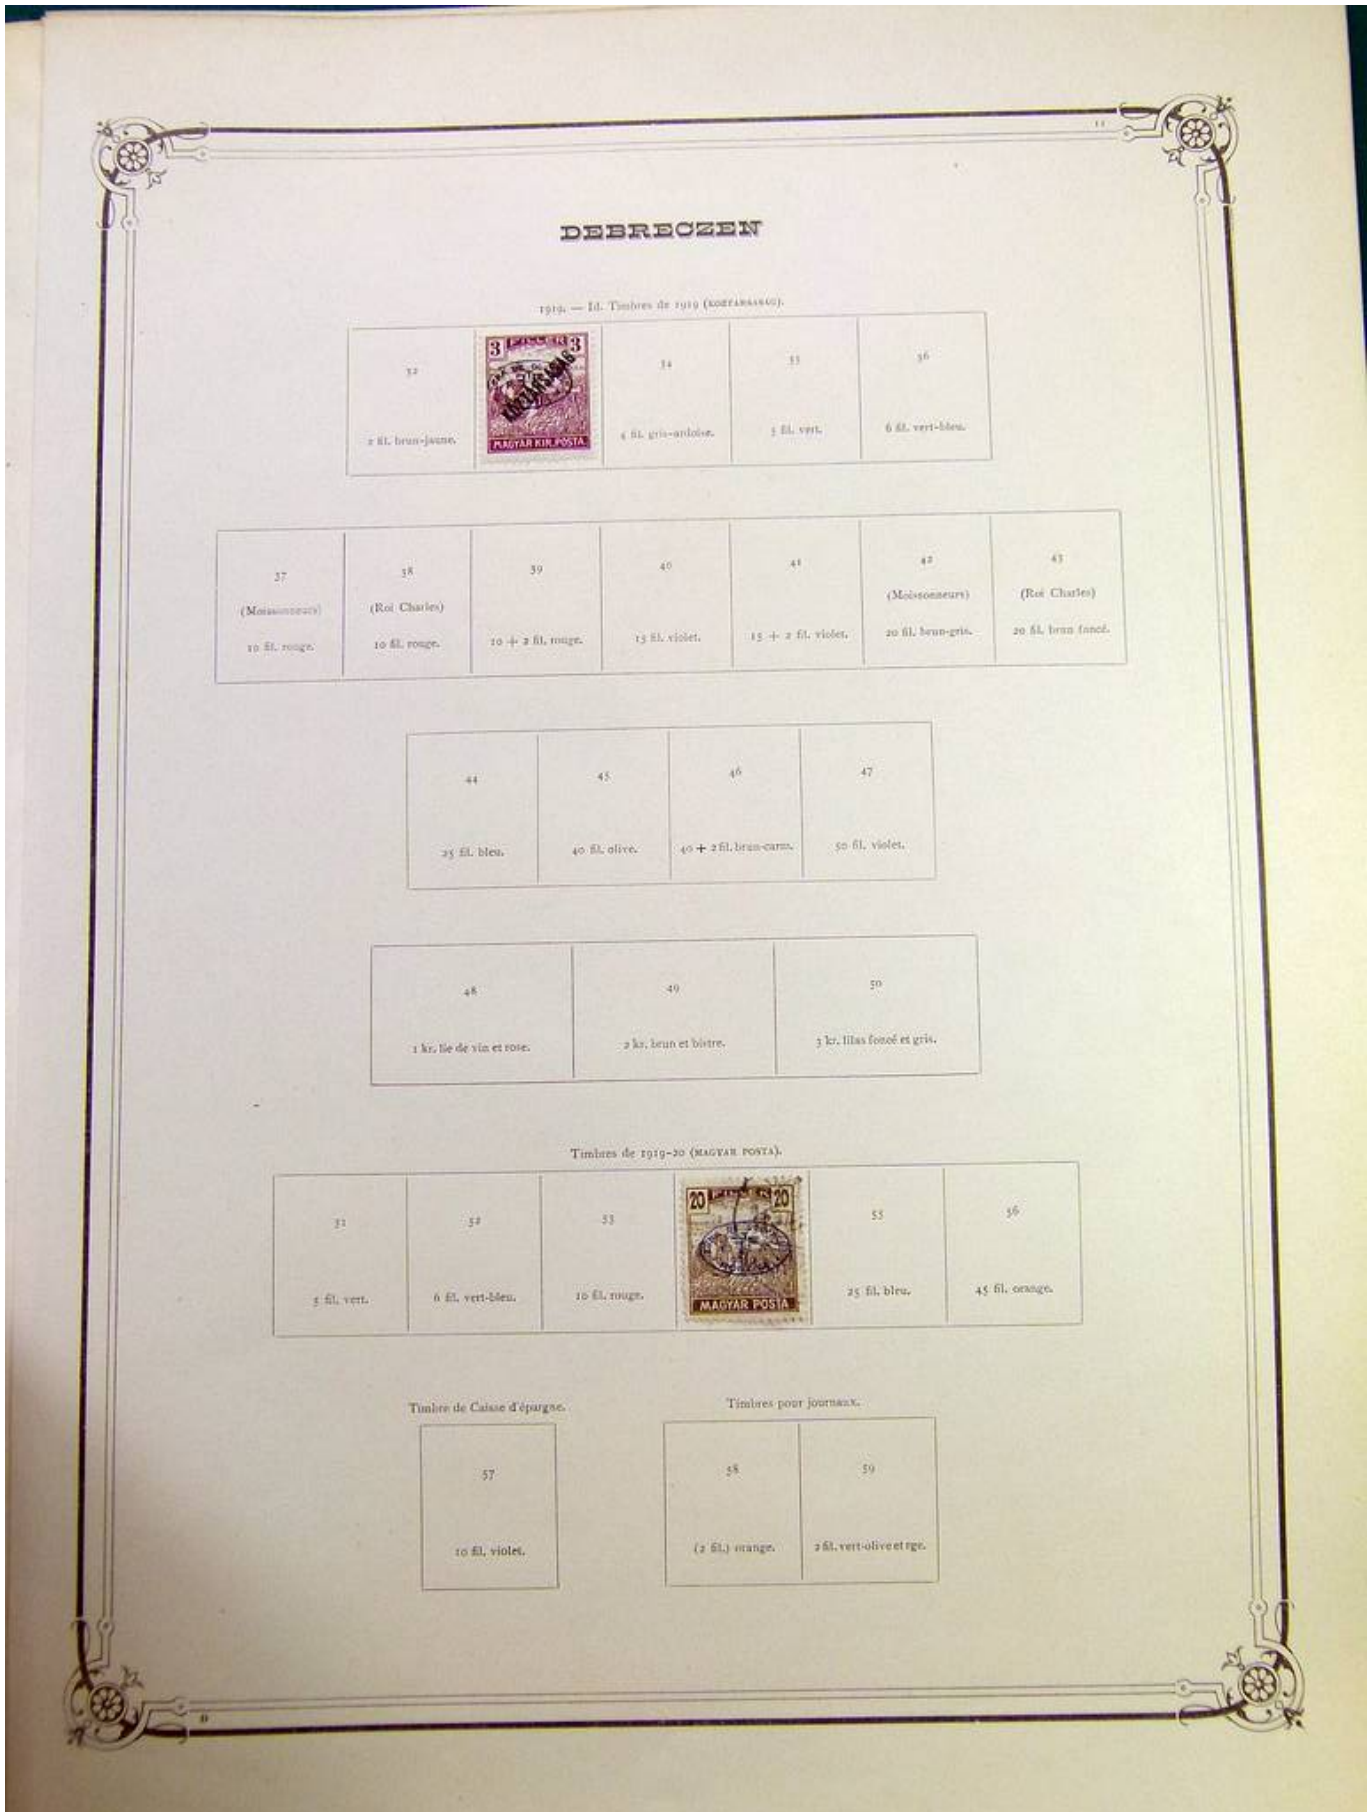 11
DEBRECZEN
1919. — Id. Timbres de 1919 (KOZTARSASAG).
32
2 fil. brun-jaune.
3 FILLER 3
KÖZTÁRSASÁG
MAGYAR KIR. POSTA
34
4 fil. gris-ardoise.
35
5 fil. vert.
36
6 fil. vert-bleu.
37
(Moissonneurs)
10 fil. rouge.
38
(Roi Charles)
10 fil. rouge.
39
10 + 2 fil. rouge.
40
15 fil. violet.
41
15 + 2 fil. violet.
42
(Moissonneurs)
20 fil. brun-gris.
43
(Roi Charles)
20 fil. brun foncé.
44
25 fil. bleu.
45
40 fil. olive.
46
40 + 2 fil. brun-carm.
47
50 fil. violet.
48
1 kr. lie de vin et rose.
49
2 kr. brun et bistre.
50
3 kr. lilas foncé et gris.
Timbres de 1919-20 (MAGYAR POSTA).
51
5 fil. vert.
52
6 fil. vert-bleu.
53
10 fil. rouge.
20 FILLER 20
MAGYAR POSTA
55
25 fil. bleu.
56
45 fil. orange.
Timbre de Caisse d'épargne.
57
10 fil. violet.
Timbres pour journaux.
58
(2 fil.) orange.
59
2 fil. vert-olive et rge.